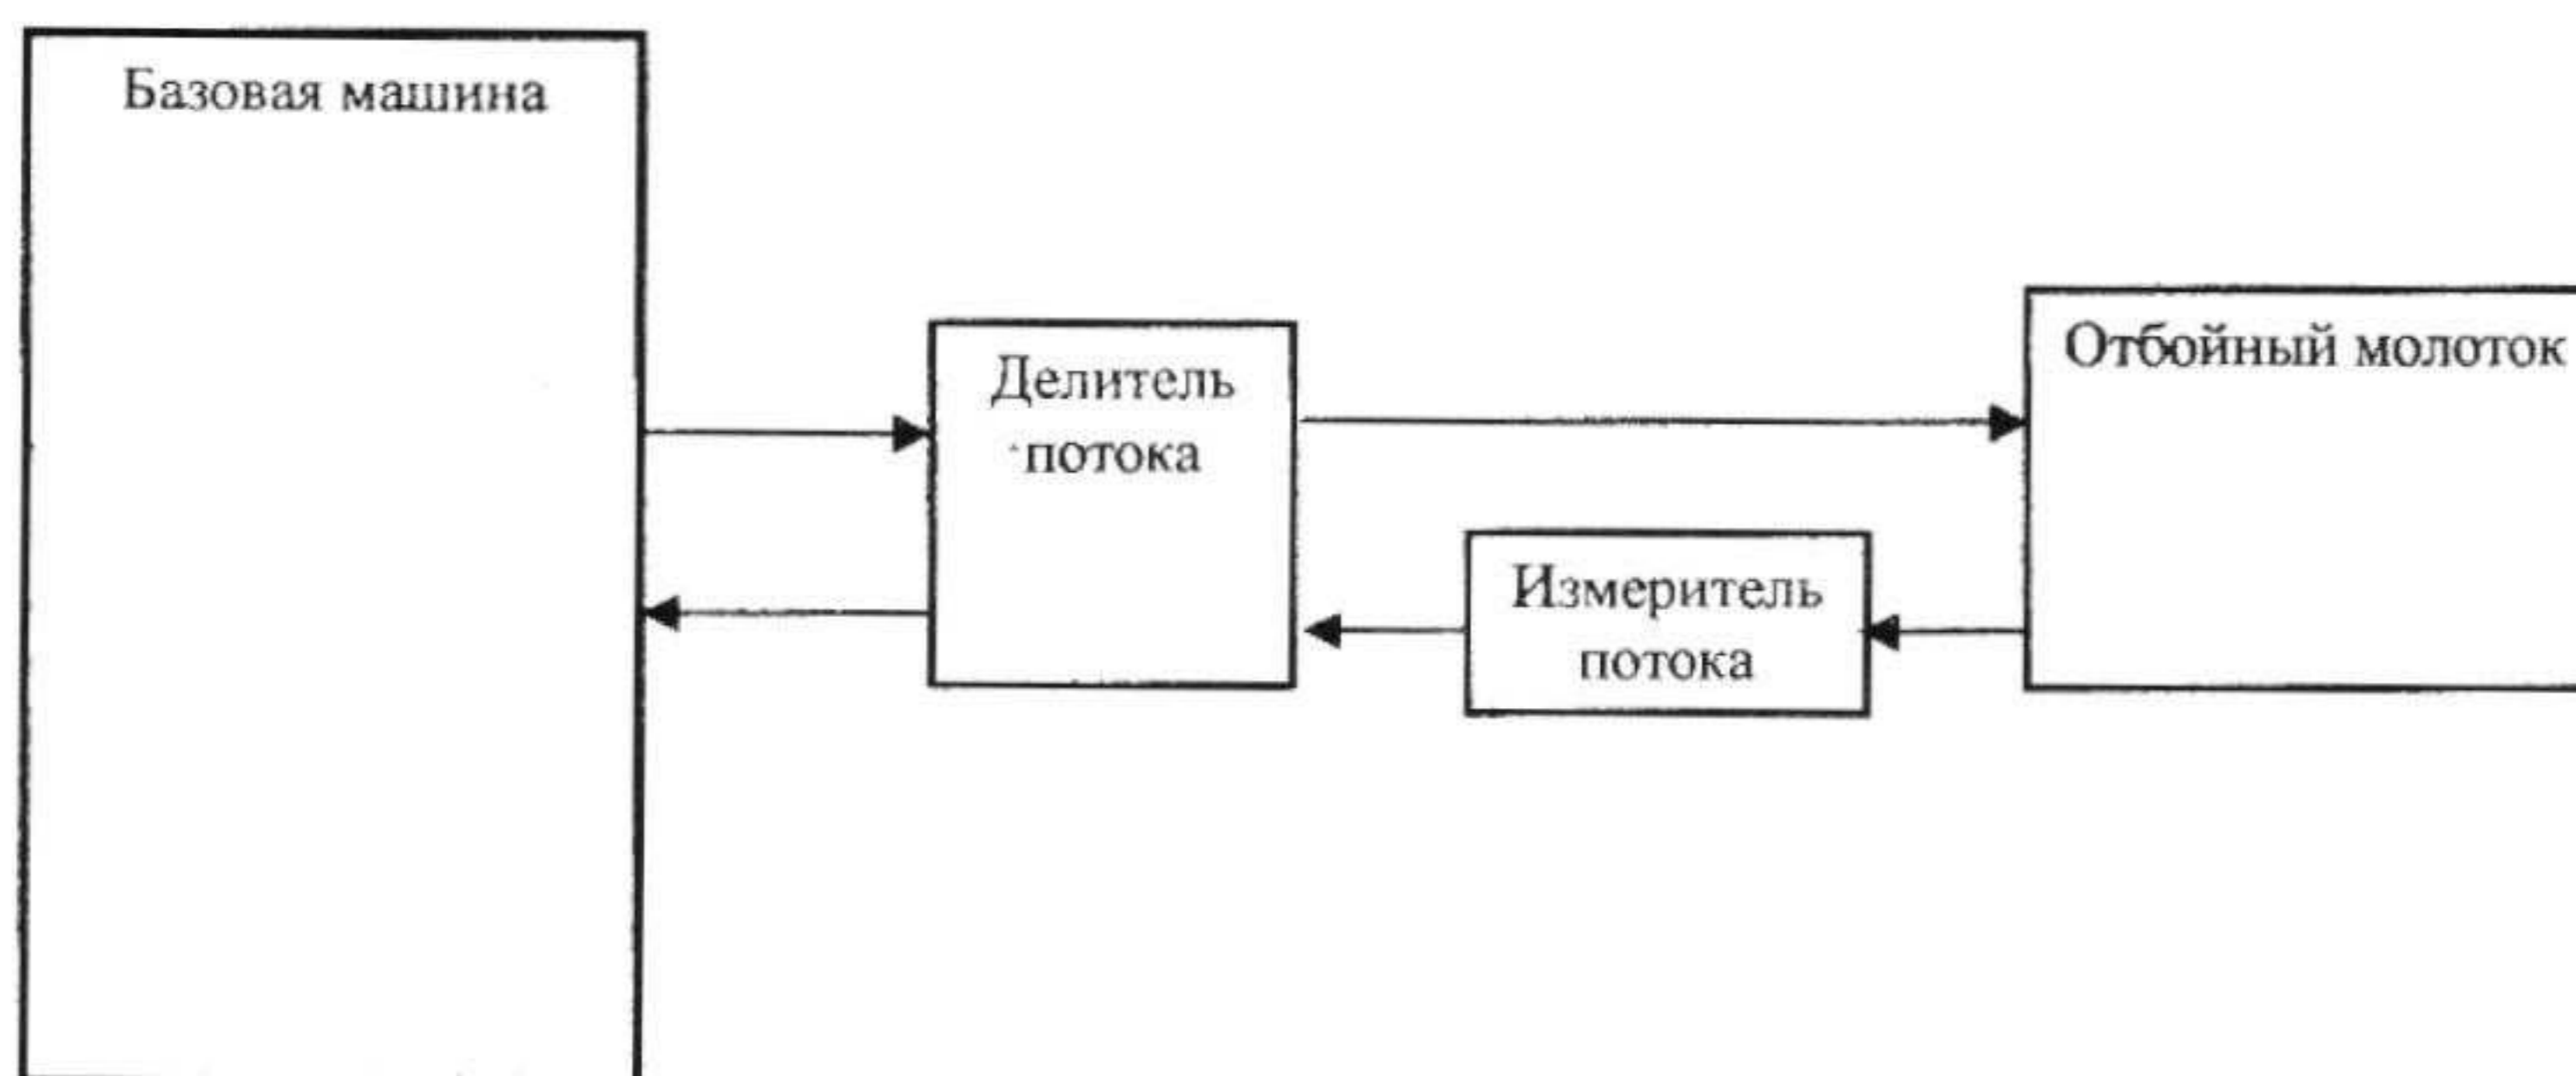 Базовая машина
Делитель
потока
Отбойный молоток
Измеритель
потока